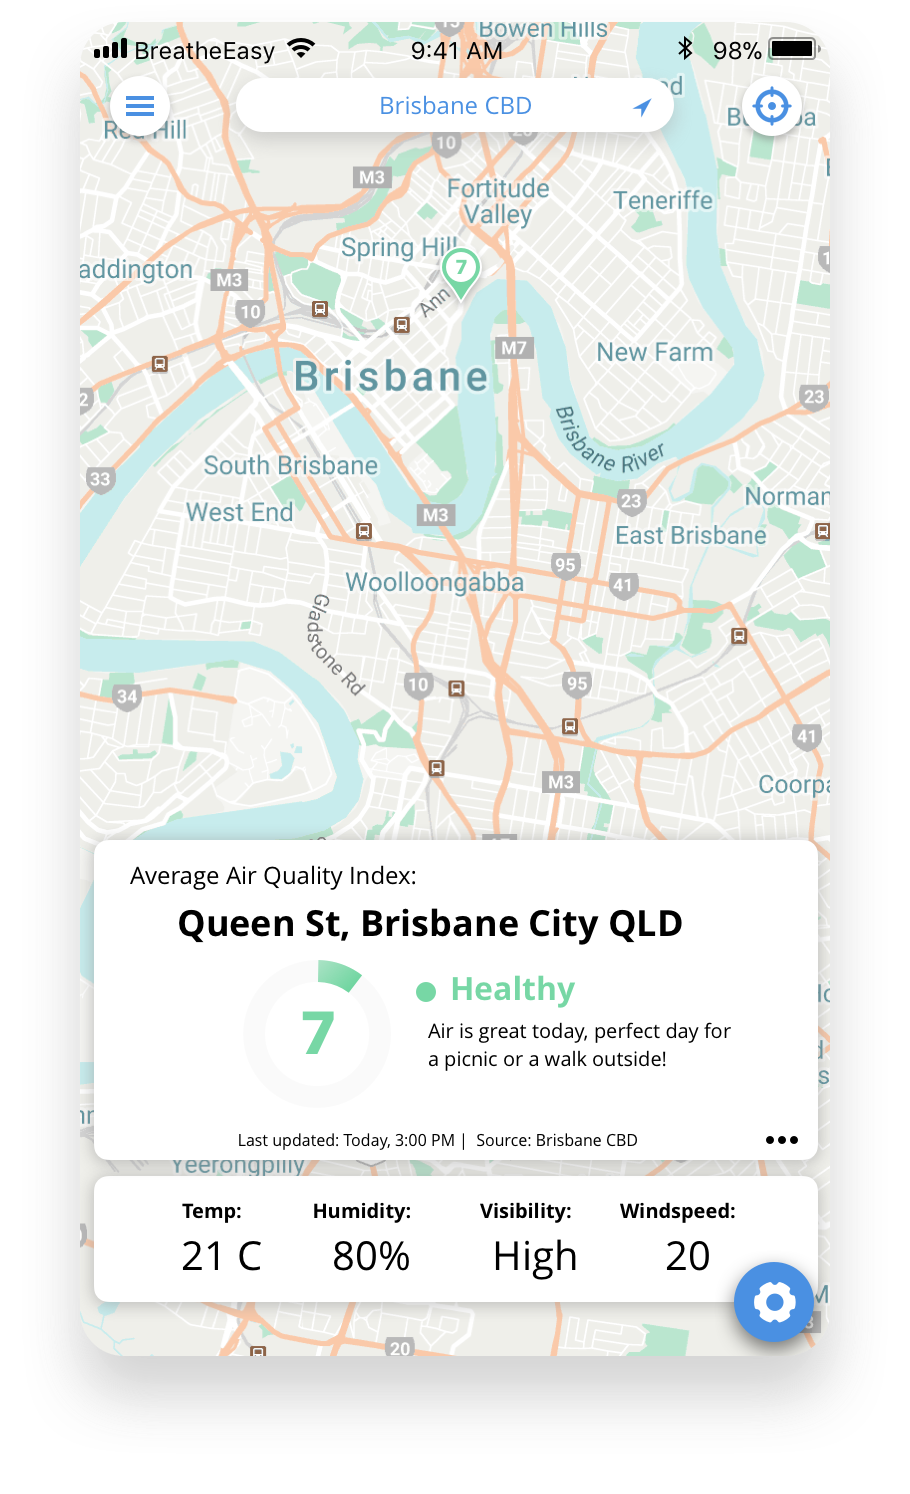 Bowen Hills
BreatheEasy
9:41 AM
98%
Brisbane CBD
10
M3
Fortitude
Valley
Teneriffe
Spring Hill
addington
M3
7
Ann
10
M7
New Farm
Brisbane
23
Brisbane River
South Brisbane
33
West End
M3
23
Norman
East Brisbane
95
41
Woolloongabba
Gladstone Rd
10
95
34
41
M3
Coorpa
Average Air Quality Index:
Queen St, Brisbane City QLD
Healthy
7
Air is great today, perfect day for
a picnic or a walk outside!
Last updated: Today, 3:00 PM | Source: Brisbane CBD
Yeerongpilly
Temp:
Humidity:
Visibility:
Windspeed:
21 C
80%
High
20
20